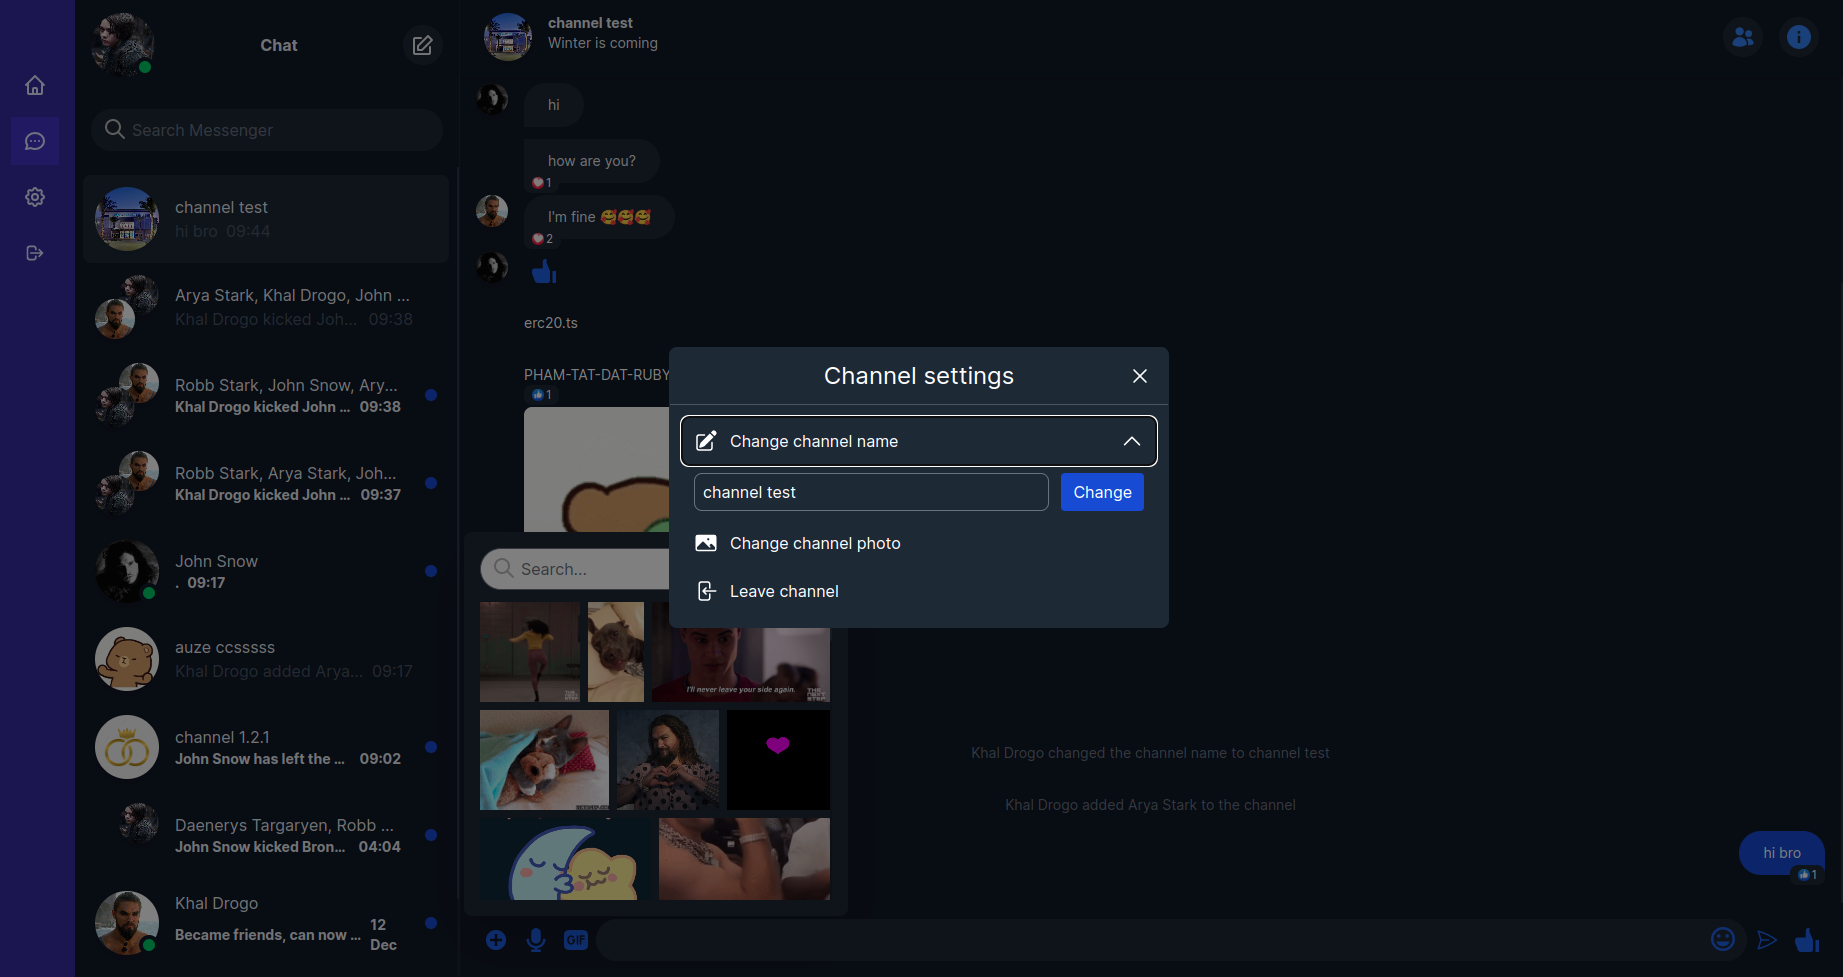 Chat
Search Messenger
channel test
hi bro 09:44
Arya Stark, Khal Drogo, John ...
Khal Drogo kicked Joh... 09:38
Robb Stark, John Snow, Ary...
Khal Drogo kicked John ... 09:38
Robb Stark, Arya Stark, Joh...
Khal Drogo kicked John ... 09:37
John Snow
. 09:17
auze ccsssss
Khal Drogo added Arya... 09:17
channel 1.2.1
John Snow has left the ... 09:02
Daenerys Targaryen, Robb ...
John Snow kicked Bron... 04:04
Khal Drogo
Became friends, can now ... 12 Dec
channel test
Winter is coming
hi
how are you?
1
I'm fine 🥰🥰🥰
2
erc20.ts
PHAM-TAT-DAT-RUBY
1
Channel settings
Change channel name
channel test
Change
Change channel photo
Leave channel
Search...
I'll never leave your side again.
THE NEXT STEP
Khal Drogo changed the channel name to channel test
Khal Drogo added Arya Stark to the channel
hi bro
1
GIF